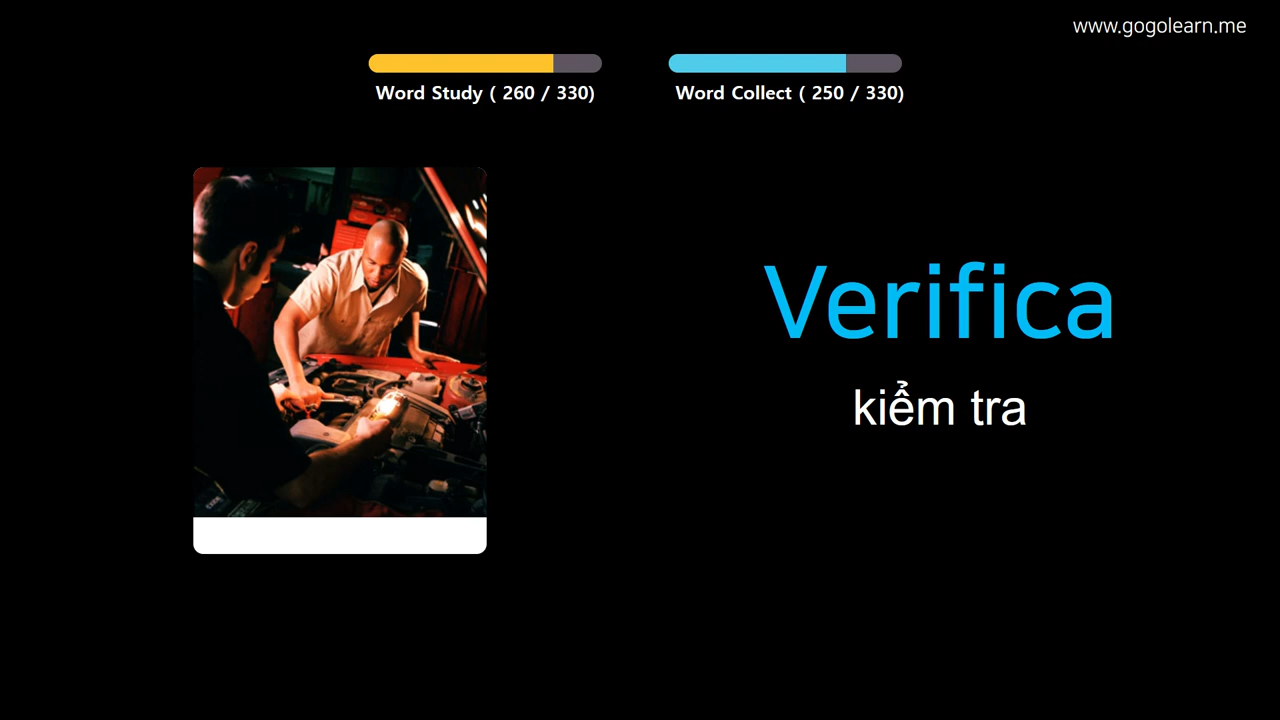 www.gogolearn.me
Word Study ( 260 / 330)
Word Collect ( 250 / 330)
Verifica
kiểm tra